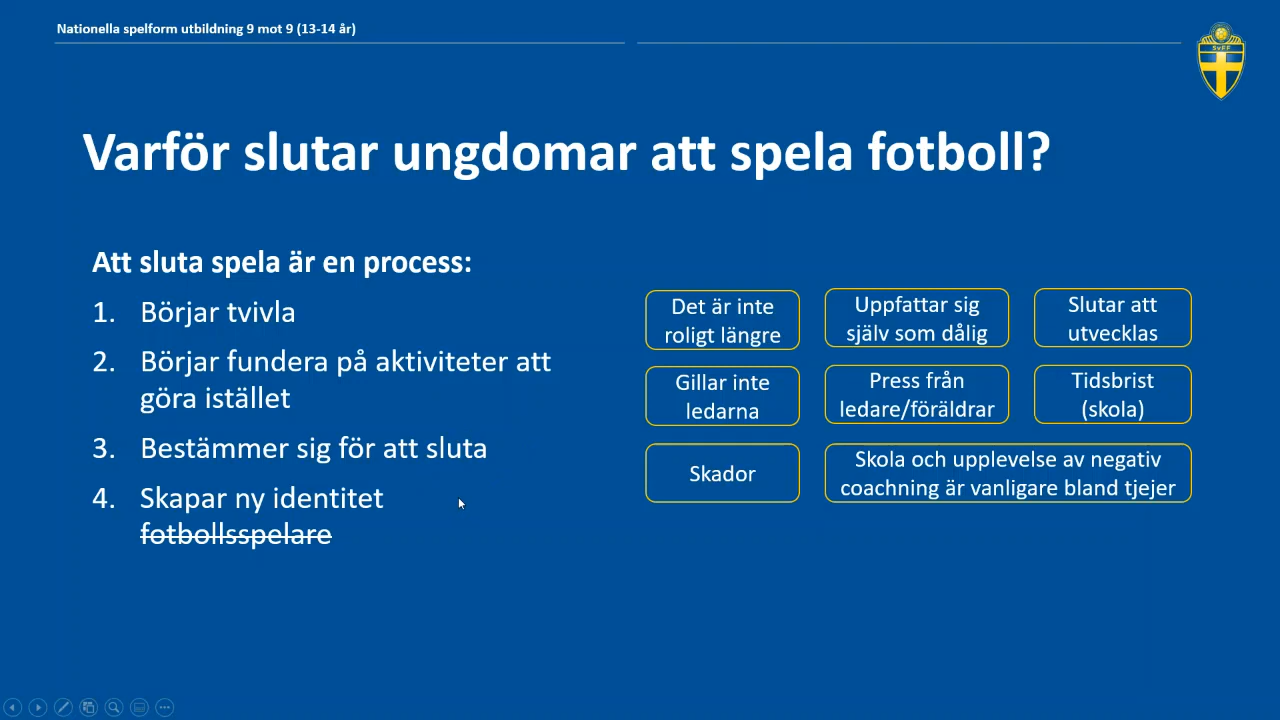 Nationella spelform utbildning 9 mot 9 (13-14 år)
SvFF
Varför slutar ungdomar att spela fotboll?
Att sluta spela är en process:
1. Börjar tvivla
2. Börjar fundera på aktiviteter att
göra istället
3. Bestämmer sig för att sluta
4. Skapar ny identitet
fotbollsspelare
Det är inte
roligt längre
Uppfattar sig
själv som dålig
Slutar att
utvecklas
Gillar inte
ledarna
Press från
ledare/föräldrar
Tidsbrist
(skola)
Skador
Skola och upplevelse av negativ
coachning är vanligare bland tjejer